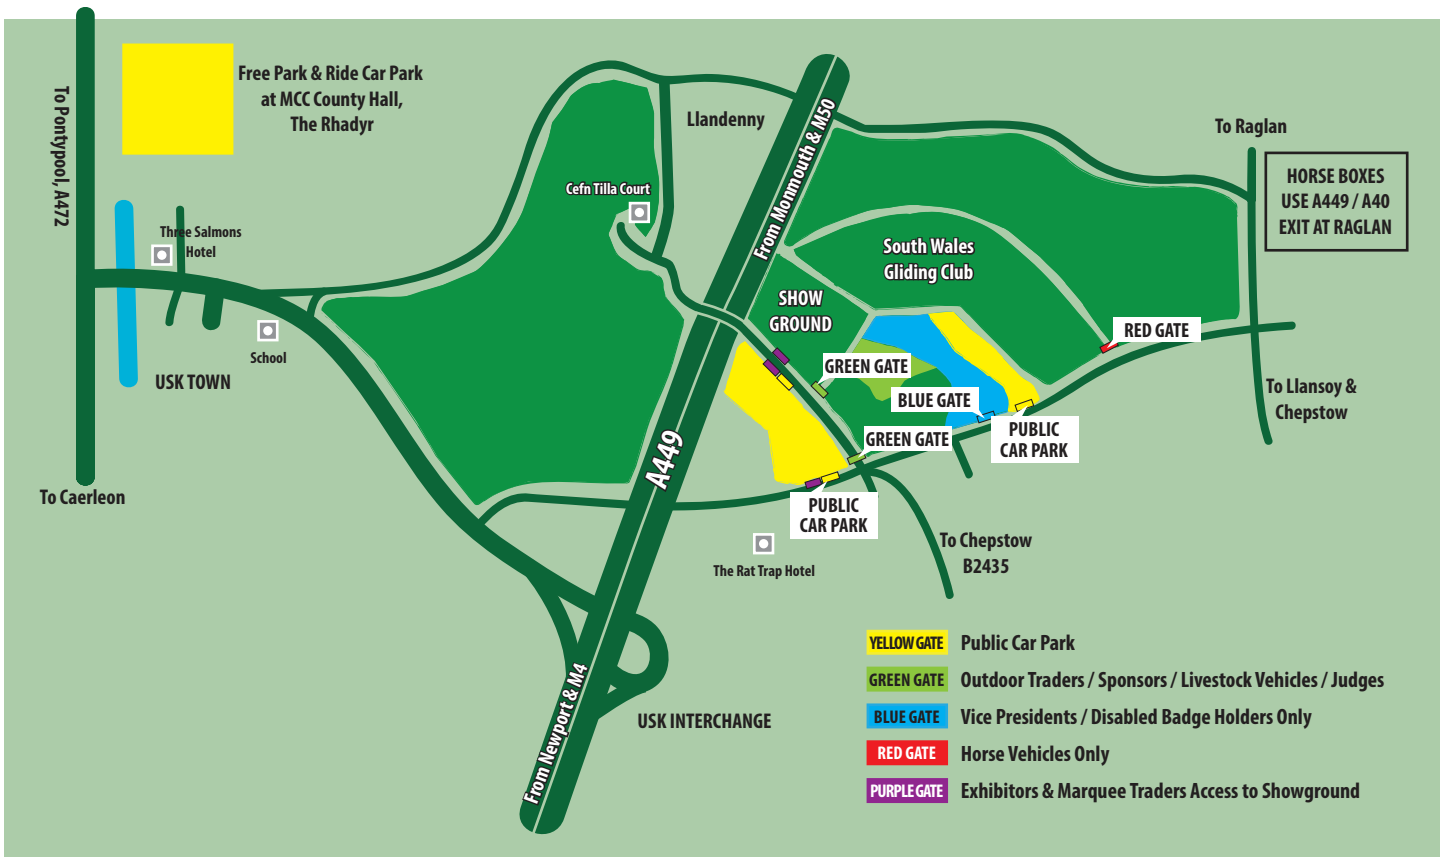 Free Park & Ride Car Park
at MCC County Hall,
The Rhadyr
To Pontypool, A472
Llandenny
From Monmouth & M50
To Raglan
HORSE BOXES
USE A449 / A40
EXIT AT RAGLAN
Cefn Tilla Court
Three Salmons
Hotel
South Wales
Gliding Club
SHOW
GROUND
RED GATE
School
GREEN GATE
USK TOWN
BLUE GATE
To Llansoy &
Chepstow
PUBLIC
CAR PARK
GREEN GATE
A449
To Caerleon
PUBLIC
CAR PARK
To Chepstow
B2435
The Rat Trap Hotel
YELLOW GATE Public Car Park
GREEN GATE Outdoor Traders / Sponsors / Livestock Vehicles / Judges
BLUE GATE Vice Presidents / Disabled Badge Holders Only
RED GATE Horse Vehicles Only
PURPLE GATE Exhibitors & Marquee Traders Access to Showground
From Newport & M4
USK INTERCHANGE